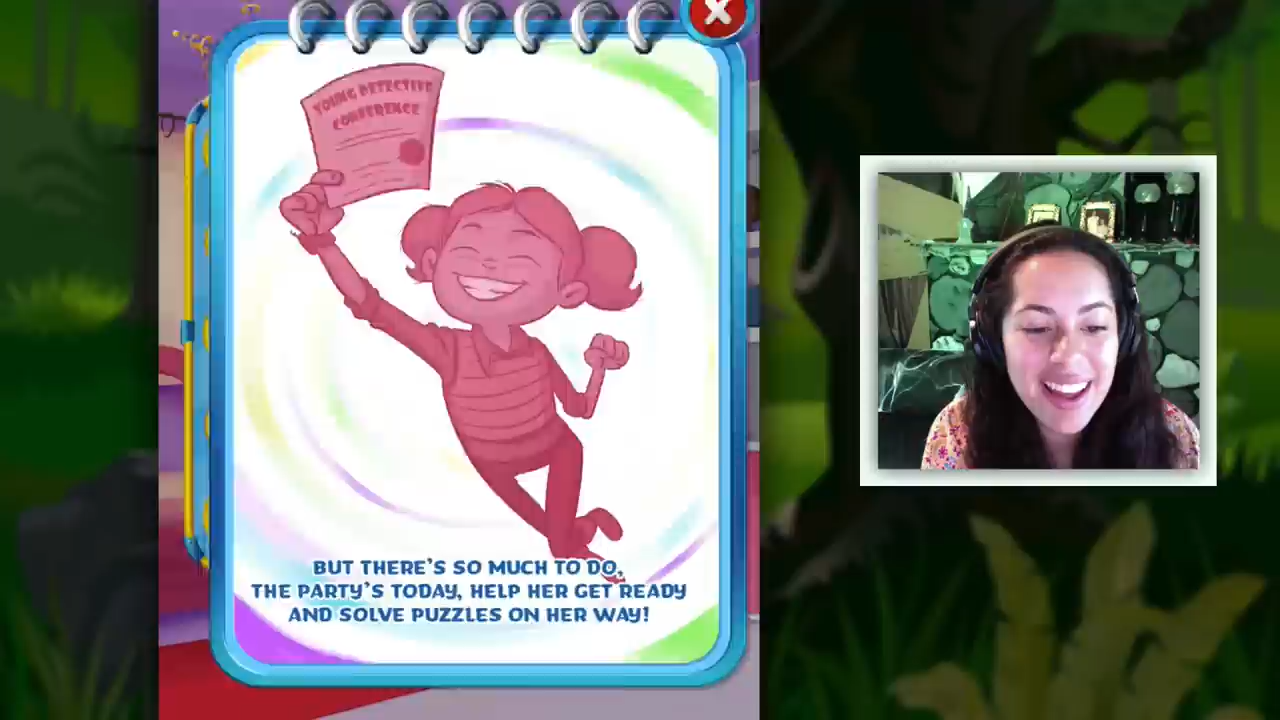 YOUNG DETECTIVE
CONFERENCE
BUT THERE'S SO MUCH TO DO,
THE PARTY'S TODAY, HELP HER GET READY
AND SOLVE PUZZLES ON HER WAY!